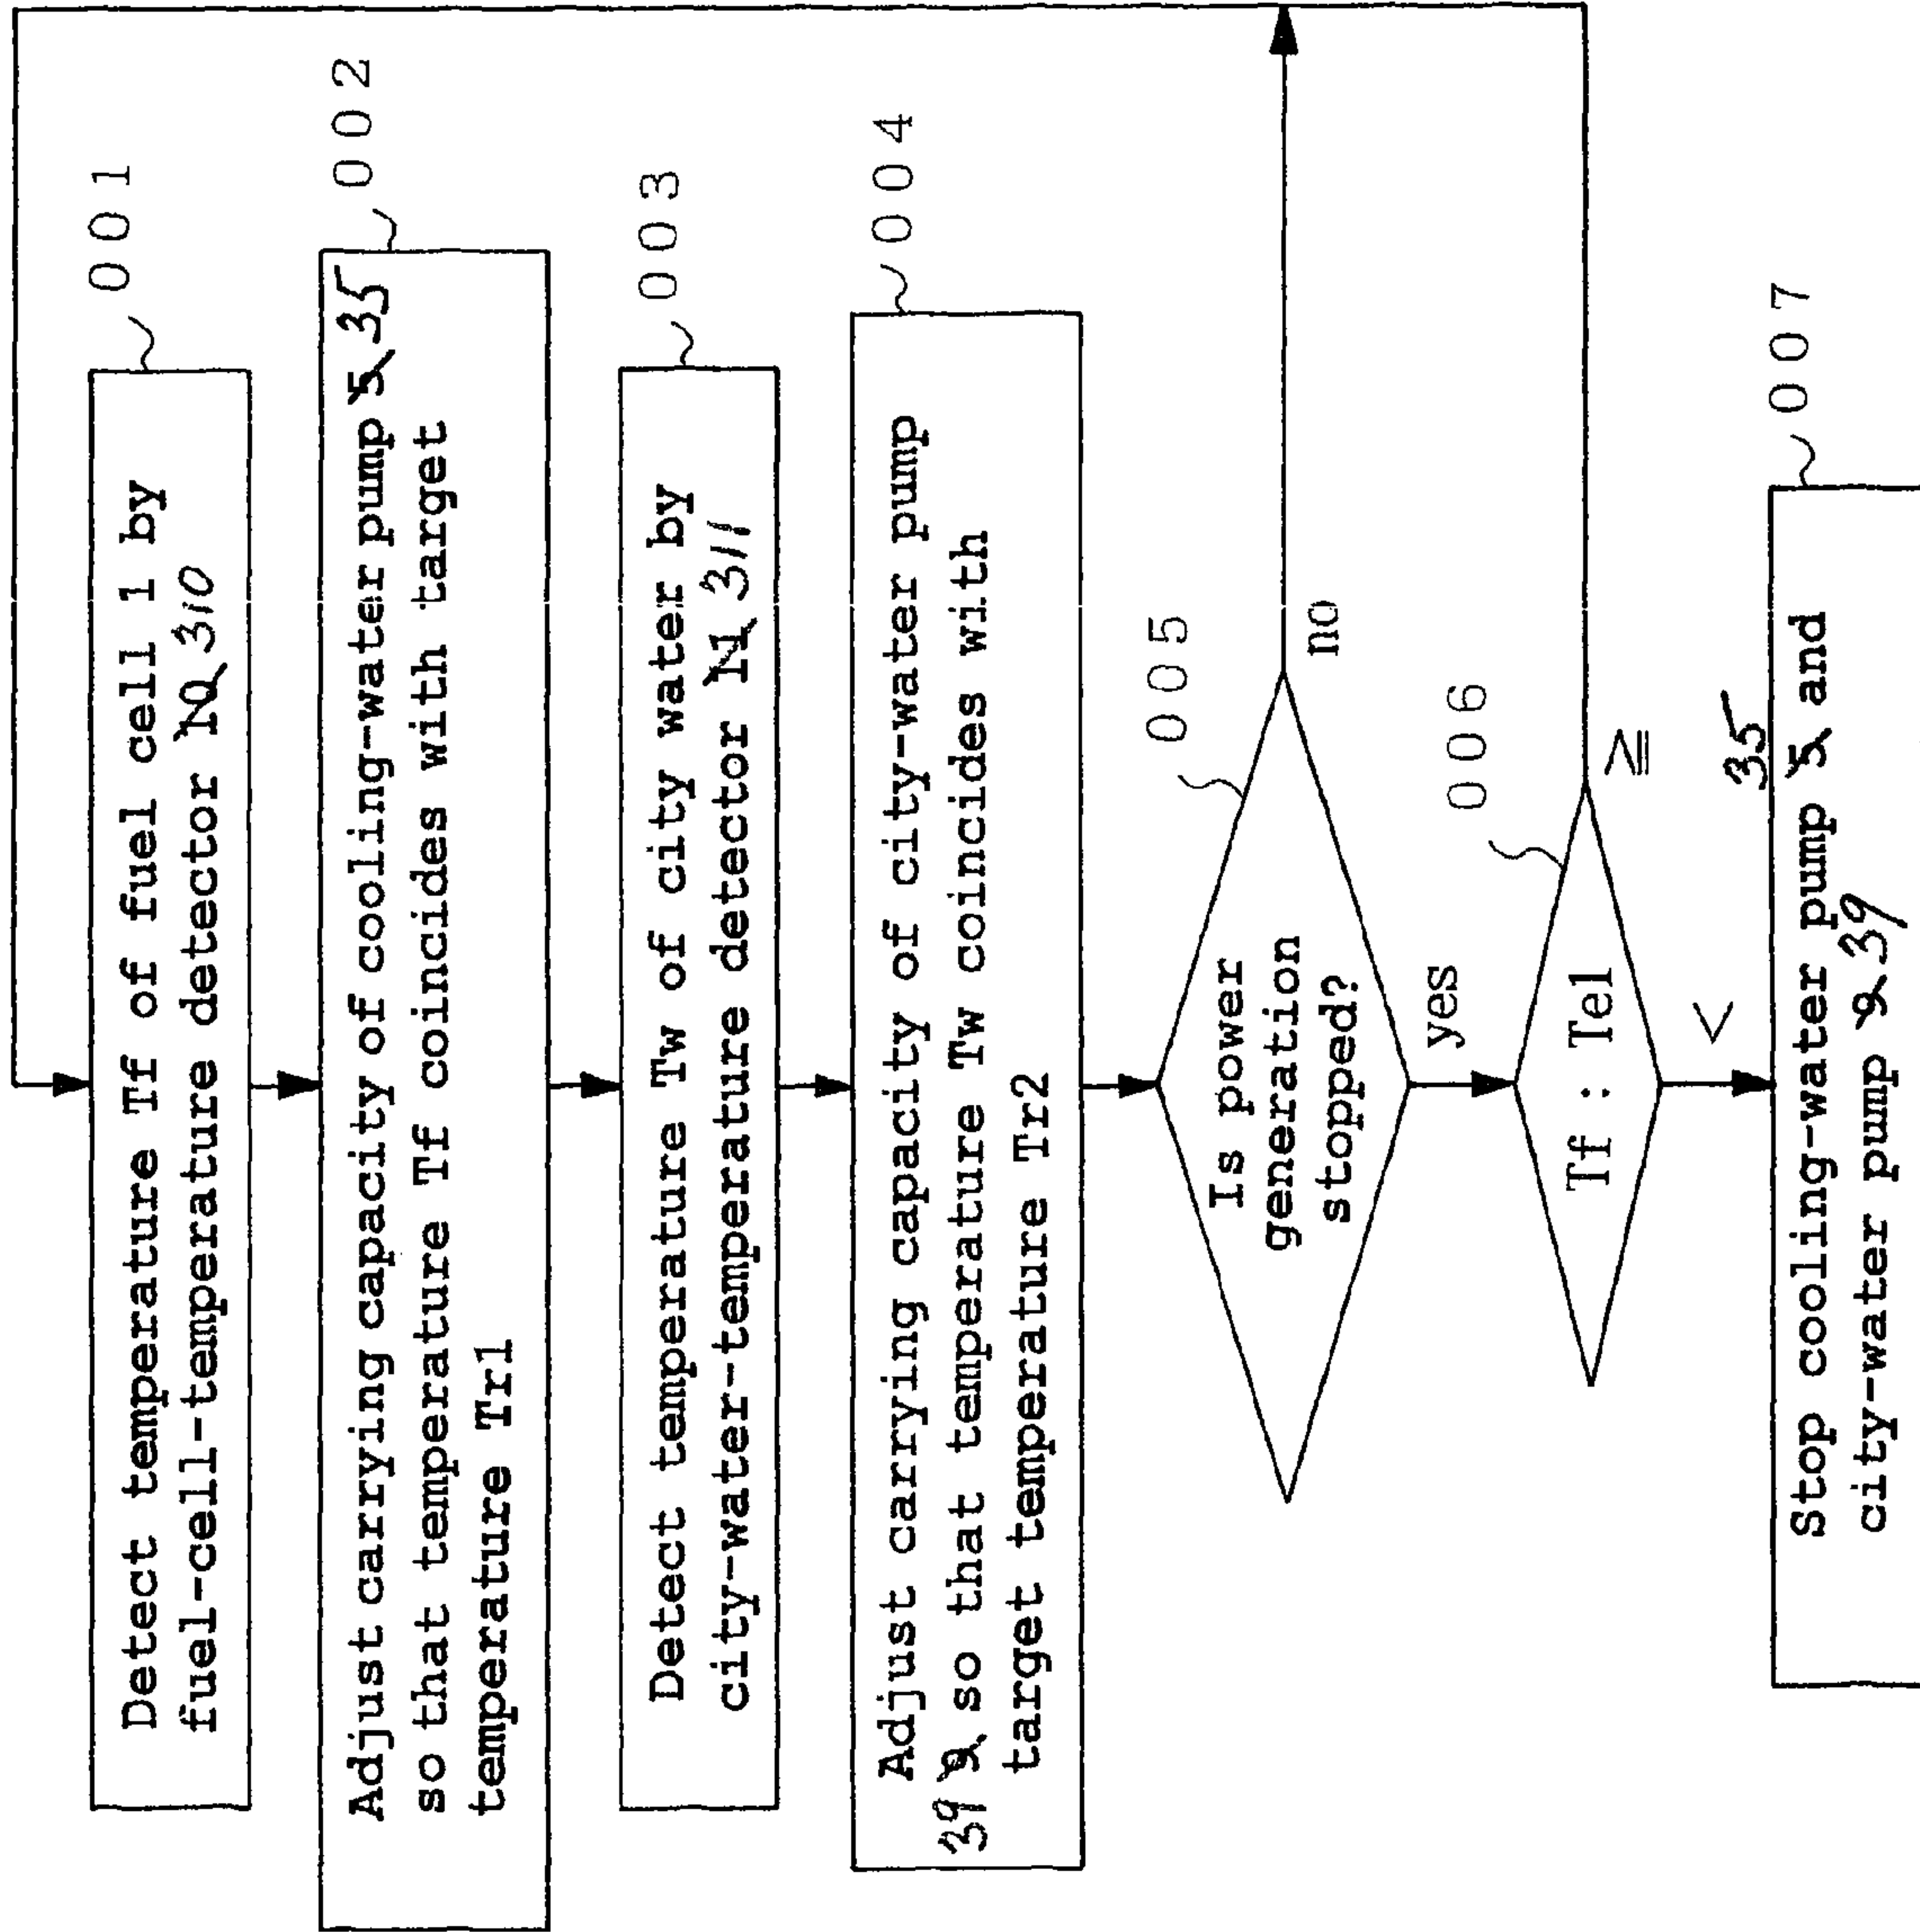 001
Detect temperature Tf of fuel cell 1 by
fuel-cell-temperature detector 10 310
002
Adjust carrying capacity of cooling-water pump 5 35
so that temperature Tf coincides with target
temperature Tr1
003
Detect temperature Tw of city water by
city-water-temperature detector 11 311
004
Adjust carrying capacity of city-water pump
39 9 so that temperature Tw coincides with
target temperature Tr2
005
Is power
generation
stopped?
no
yes
006
Tf : Te1
≧
<
007
35
Stop cooling-water pump 5 and
city-water pump 9 39